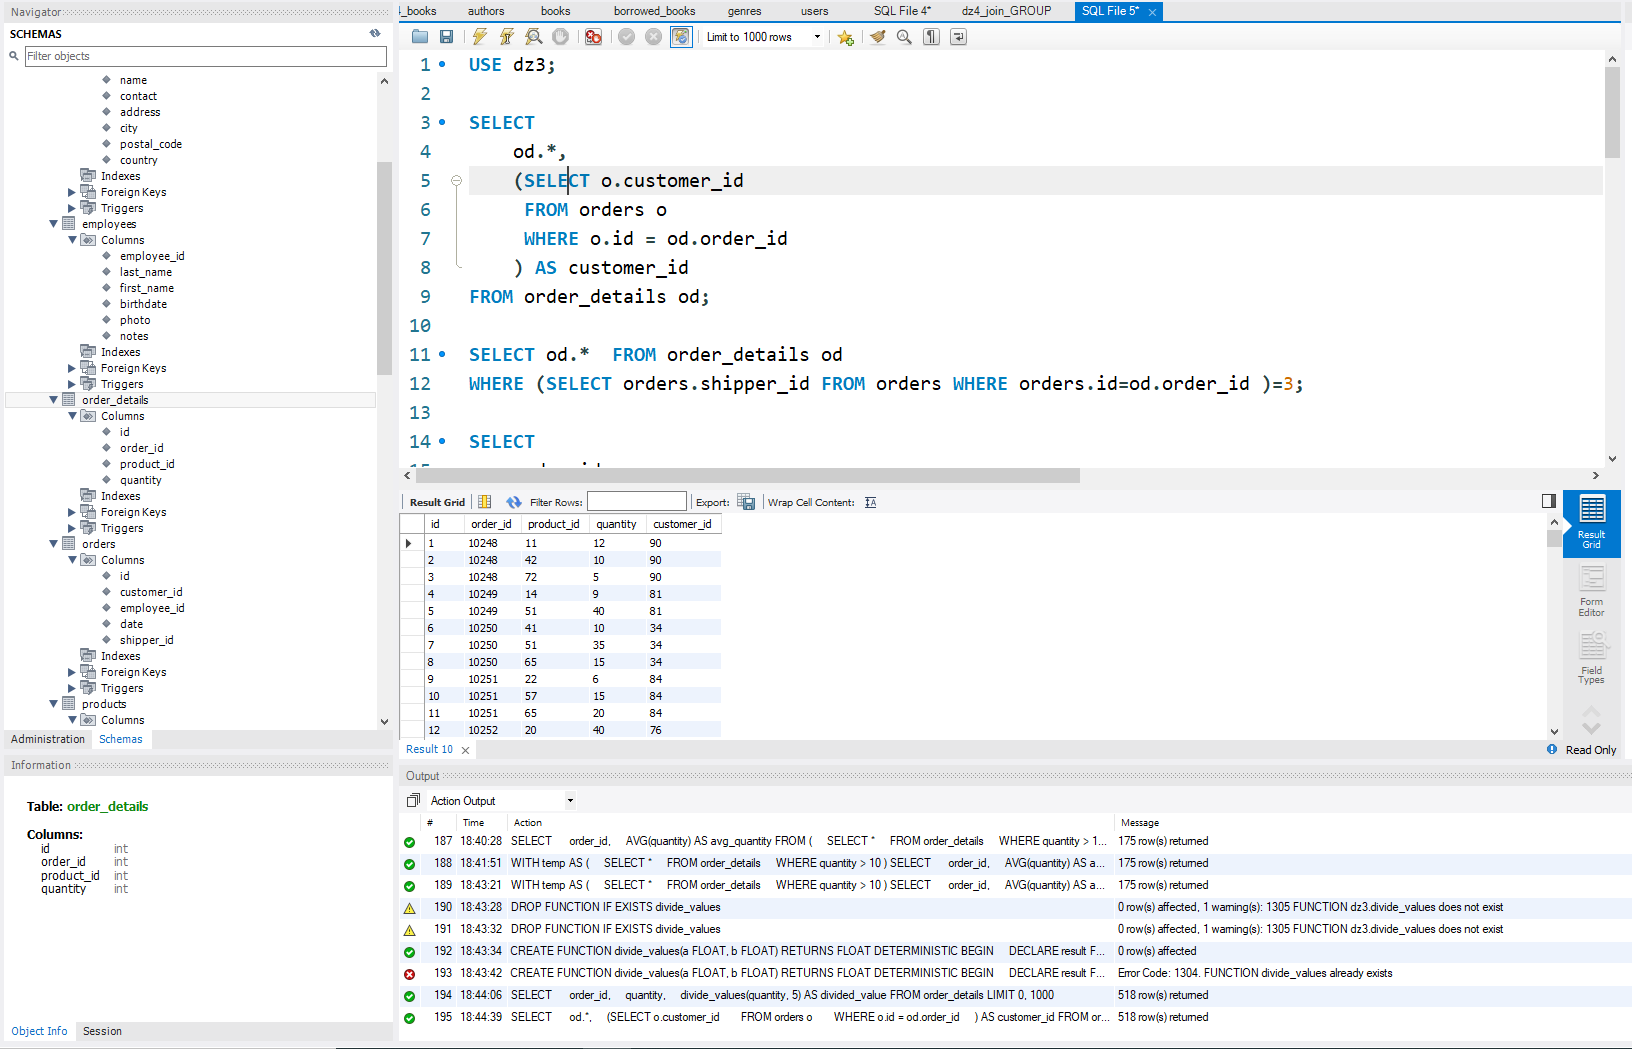 Navigator
SCHEMAS
Filter objects
name
contact
address
city
postal_code
country
Indexes
Foreign Keys
Triggers
employees
Columns
employee_id
last_name
first_name
birthdate
photo
notes
Indexes
Foreign Keys
Triggers
order_details
Columns
id
order_id
product_id
quantity
Indexes
Foreign Keys
Triggers
orders
Columns
id
customer_id
employee_id
date
shipper_id
Indexes
Foreign Keys
Triggers
products
Columns
Administration Schemas
Information
Table: order_details
Columns:
id int
order_id int
product_id int
quantity int
Object Info Session
4_books authors books borrowed_books genres users SQL File 4* dz4_join_GROUP SQL File 5*
Limit to 1000 rows
1 USE dz3;
2
3 SELECT
4 od.*,
5 (SELECT o.customer_id
6 FROM orders o
7 WHERE o.id = od.order_id
8 ) AS customer_id
9 FROM order_details od;
10
11 SELECT od.*  FROM order_details od
12 WHERE (SELECT orders.shipper_id FROM orders WHERE orders.id=od.order_id )=3;
13
14 SELECT
Result Grid Filter Rows: Export: Wrap Cell Content:
id order_id product_id quantity customer_id
1 10248 11 12 90
2 10248 42 10 90
3 10248 72 5 90
4 10249 14 9 81
5 10249 51 40 81
6 10250 41 10 34
7 10250 51 35 34
8 10250 65 15 34
9 10251 22 6 84
10 10251 57 15 84
11 10251 65 20 84
12 10252 20 40 76
Result Grid
Form Editor
Field Types
Result 10
Read Only
Output
Action Output
# Time Action Message
187 18:40:28 SELECT order_id, AVG(quantity) AS avg_quantity FROM ( SELECT * FROM order_details WHERE quantity > 1... 175 row(s) returned
188 18:41:51 WITH temp AS ( SELECT * FROM order_details WHERE quantity > 10 ) SELECT order_id, AVG(quantity) AS a... 175 row(s) returned
189 18:43:21 WITH temp AS ( SELECT * FROM order_details WHERE quantity > 10 ) SELECT order_id, AVG(quantity) AS a... 175 row(s) returned
190 18:43:28 DROP FUNCTION IF EXISTS divide_values 0 row(s) affected, 1 warning(s): 1305 FUNCTION dz3.divide_values does not exist
191 18:43:32 DROP FUNCTION IF EXISTS divide_values 0 row(s) affected, 1 warning(s): 1305 FUNCTION dz3.divide_values does not exist
192 18:43:34 CREATE FUNCTION divide_values(a FLOAT, b FLOAT) RETURNS FLOAT DETERMINISTIC BEGIN DECLARE result F... 0 row(s) affected
193 18:43:42 CREATE FUNCTION divide_values(a FLOAT, b FLOAT) RETURNS FLOAT DETERMINISTIC BEGIN DECLARE result F... Error Code: 1304. FUNCTION divide_values already exists
194 18:44:06 SELECT order_id, quantity, divide_values(quantity, 5) AS divided_value FROM order_details LIMIT 0, 1000 518 row(s) returned
195 18:44:39 SELECT od.*, (SELECT o.customer_id FROM orders o WHERE o.id = od.order_id ) AS customer_id FROM or... 518 row(s) returned